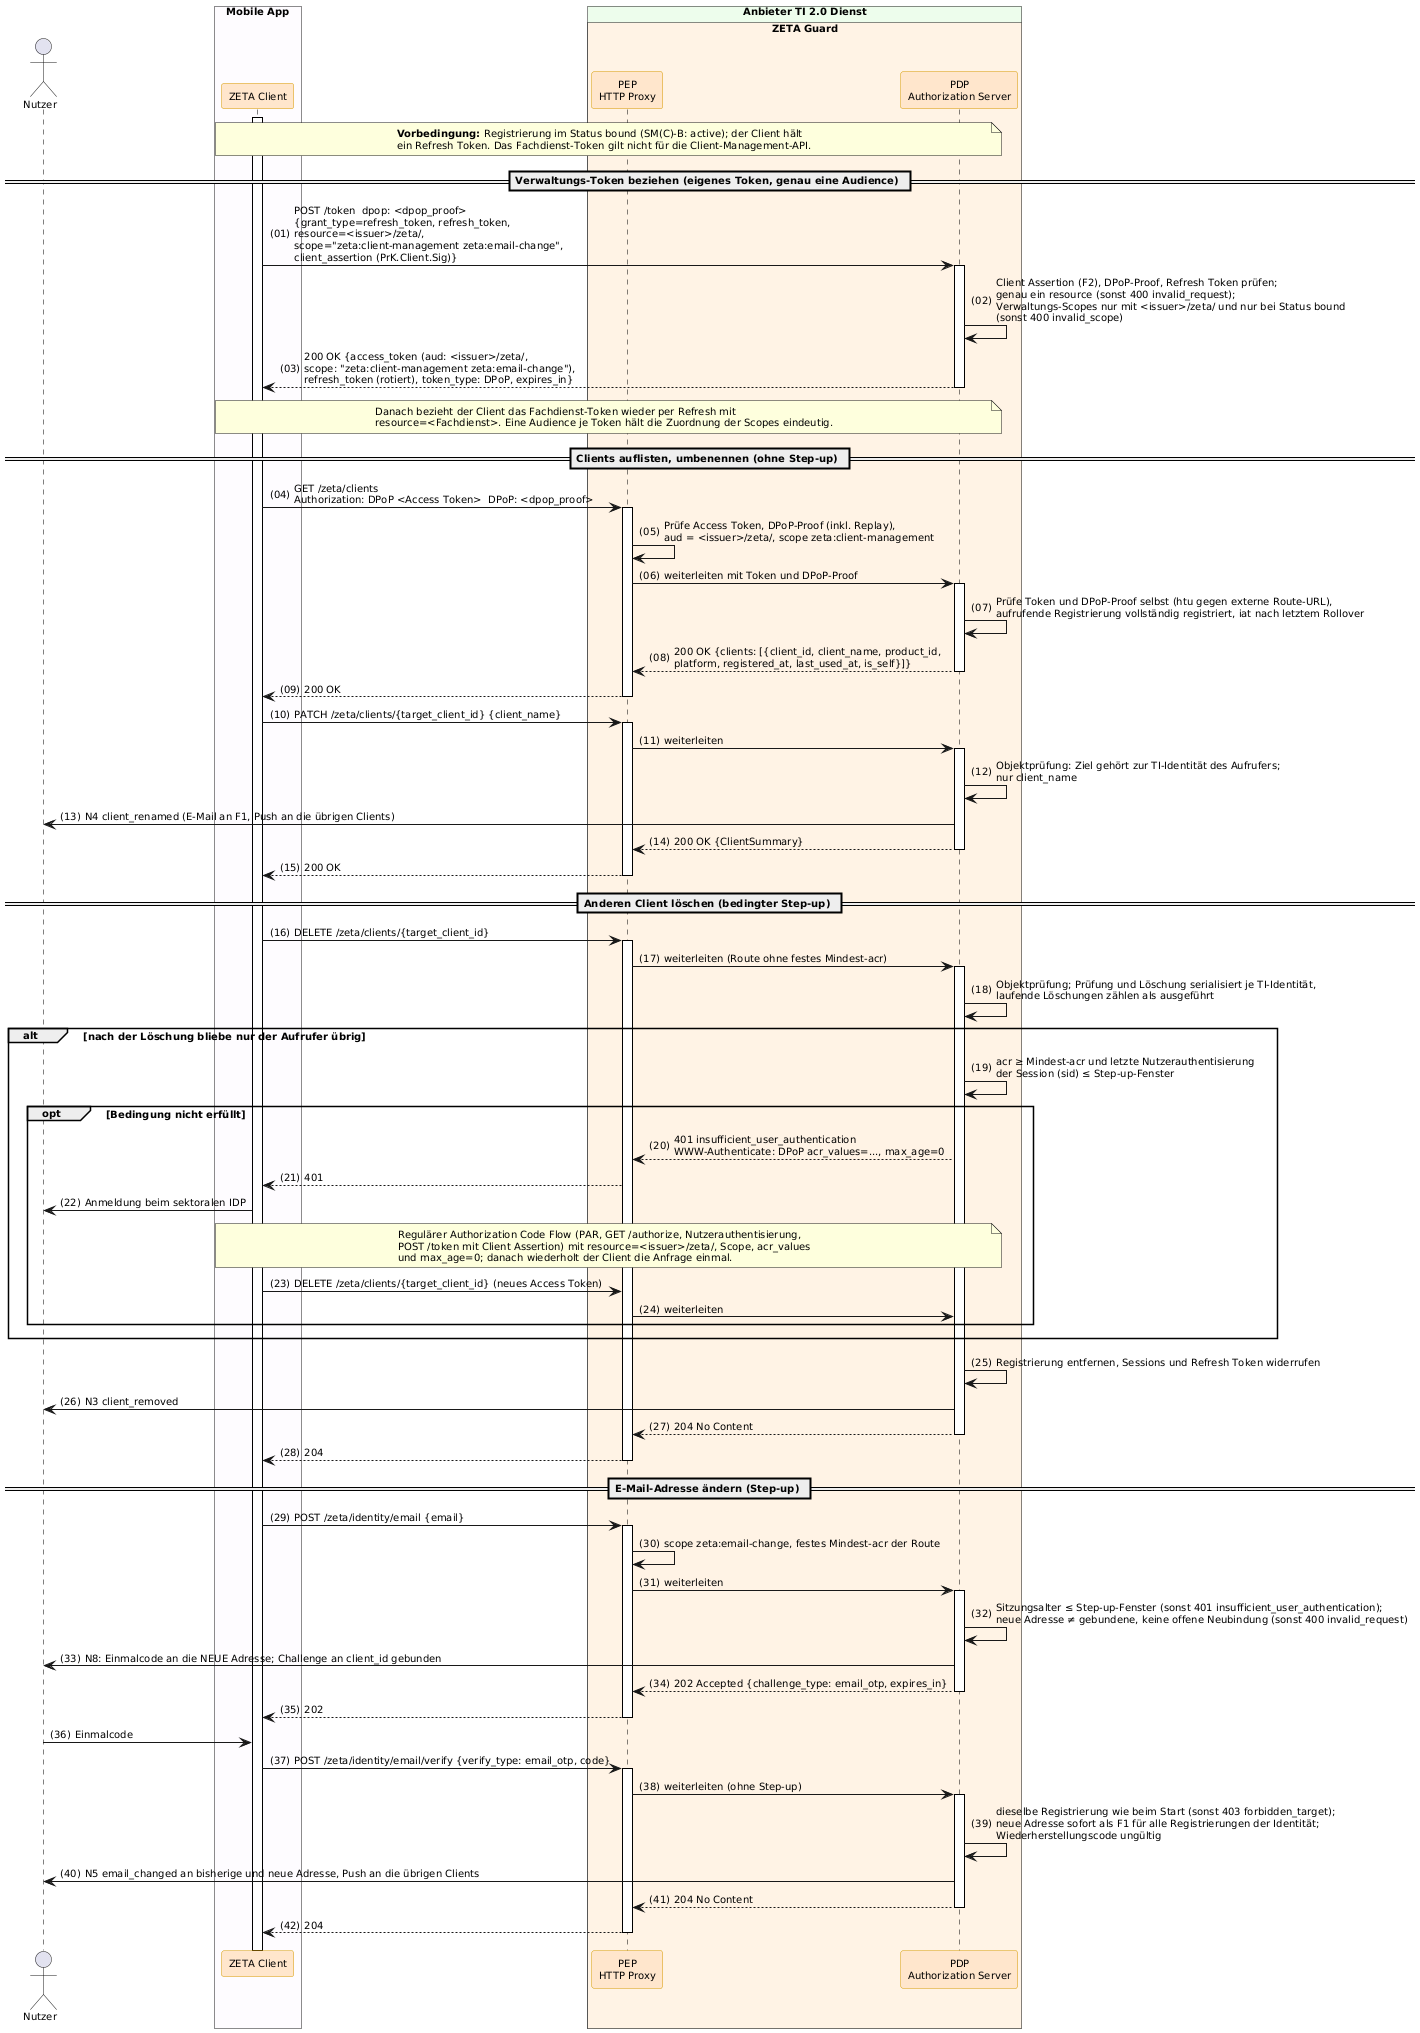 Mobile App
Anbieter TI 2.0 Dienst
ZETA Guard
Nutzer
ZETA Client
PEP
HTTP Proxy
PDP
Authorization Server
Vorbedingung: Registrierung im Status bound (SM(C)-B: active); der Client hält
ein Refresh Token. Das Fachdienst-Token gilt nicht für die Client-Management-API.
Verwaltungs-Token beziehen (eigenes Token, genau eine Audience)
POST /token  dpop: <dpop_proof>
{grant_type=refresh_token, refresh_token,
(01) resource=<issuer>/zeta/,
scope="zeta:client-management zeta:email-change",
client_assertion (PrK.Client.Sig)}
Client Assertion (F2), DPoP-Proof, Refresh Token prüfen;
genau ein resource (sonst 400 invalid_request);
(02)
Verwaltungs-Scopes nur mit <issuer>/zeta/ und nur bei Status bound
(sonst 400 invalid_scope)
200 OK {access_token (aud: <issuer>/zeta/,
(03) scope: "zeta:client-management zeta:email-change"),
refresh_token (rotiert), token_type: DPoP, expires_in}
Danach bezieht der Client das Fachdienst-Token wieder per Refresh mit
resource=<Fachdienst>. Eine Audience je Token hält die Zuordnung der Scopes eindeutig.
Clients auflisten, umbenennen (ohne Step-up)
(04) GET /zeta/clients
Authorization: DPoP <Access Token>  DPoP: <dpop_proof>
(05) Prüfe Access Token, DPoP-Proof (inkl. Replay),
aud = <issuer>/zeta/, scope zeta:client-management
(06) weiterleiten mit Token und DPoP-Proof
(07) Prüfe Token und DPoP-Proof selbst (htu gegen externe Route-URL),
aufrufende Registrierung vollständig registriert, iat nach letztem Rollover
(08) 200 OK {clients: [{client_id, client_name, product_id,
platform, registered_at, last_used_at, is_self}]}
(09) 200 OK
(10) PATCH /zeta/clients/{target_client_id} {client_name}
(11) weiterleiten
(12) Objektprüfung: Ziel gehört zur TI-Identität des Aufrufers;
nur client_name
(13) N4 client_renamed (E-Mail an F1, Push an die übrigen Clients)
(14) 200 OK {ClientSummary}
(15) 200 OK
Anderen Client löschen (bedingter Step-up)
(16) DELETE /zeta/clients/{target_client_id}
(17) weiterleiten (Route ohne festes Mindest-acr)
(18) Objektprüfung; Prüfung und Löschung serialisiert je TI-Identität,
laufende Löschungen zählen als ausgeführt
alt [nach der Löschung bliebe nur der Aufrufer übrig]
(19) acr ≥ Mindest-acr und letzte Nutzerauthentisierung
der Session (sid) ≤ Step-up-Fenster
opt [Bedingung nicht erfüllt]
(20) 401 insufficient_user_authentication
WWW-Authenticate: DPoP acr_values=..., max_age=0
(21) 401
(22) Anmeldung beim sektoralen IDP
Regulärer Authorization Code Flow (PAR, GET /authorize, Nutzerauthentisierung,
POST /token mit Client Assertion) mit resource=<issuer>/zeta/, Scope, acr_values
und max_age=0; danach wiederholt der Client die Anfrage einmal.
(23) DELETE /zeta/clients/{target_client_id} (neues Access Token)
(24) weiterleiten
(25) Registrierung entfernen, Sessions und Refresh Token widerrufen
(26) N3 client_removed
(27) 204 No Content
(28) 204
E-Mail-Adresse ändern (Step-up)
(29) POST /zeta/identity/email {email}
(30) scope zeta:email-change, festes Mindest-acr der Route
(31) weiterleiten
(32) Sitzungsalter ≤ Step-up-Fenster (sonst 401 insufficient_user_authentication);
neue Adresse ≠ gebundene, keine offene Neubindung (sonst 400 invalid_request)
(33) N8: Einmalcode an die NEUE Adresse; Challenge an client_id gebunden
(34) 202 Accepted {challenge_type: email_otp, expires_in}
(35) 202
(36) Einmalcode
(37) POST /zeta/identity/email/verify {verify_type: email_otp, code}
(38) weiterleiten (ohne Step-up)
dieselbe Registrierung wie beim Start (sonst 403 forbidden_target);
(39) neue Adresse sofort als F1 für alle Registrierungen der Identität;
Wiederherstellungscode ungültig
(40) N5 email_changed an bisherige und neue Adresse, Push an die übrigen Clients
(41) 204 No Content
(42) 204
Nutzer
ZETA Client
PEP
HTTP Proxy
PDP
Authorization Server